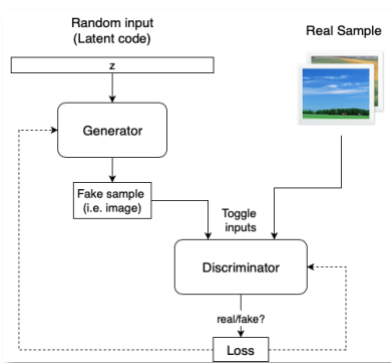 Random input
(Latent code)
Real Sample
z
Generator
Fake sample
(i.e. image)
Toggle
inputs
Discriminator
real/fake?
Loss